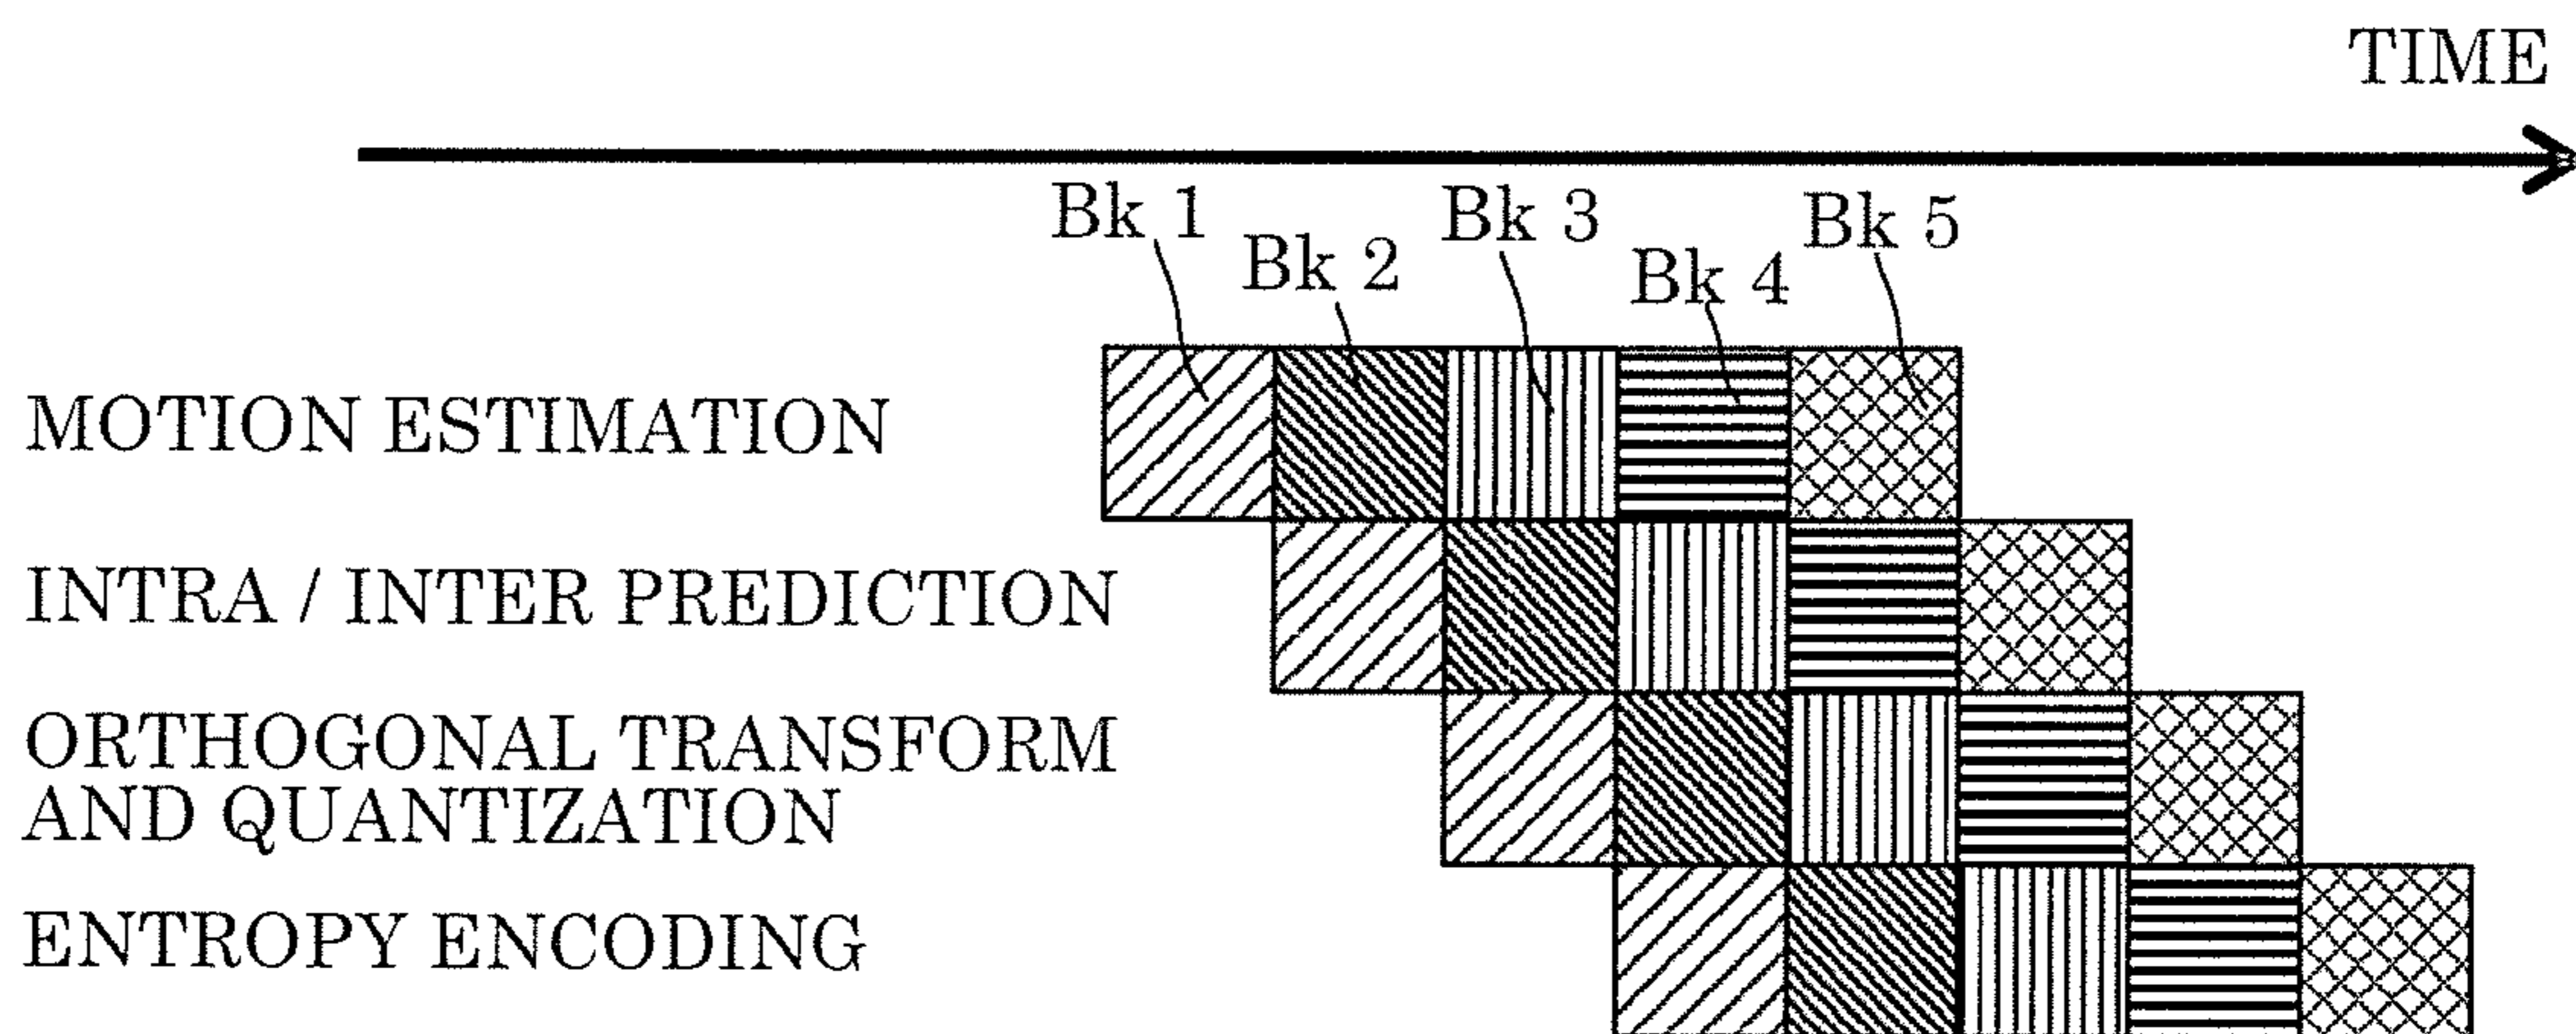 TIME
Bk 1
Bk 2
Bk 3
Bk 4
Bk 5
MOTION ESTIMATION
INTRA / INTER PREDICTION
ORTHOGONAL TRANSFORM
AND QUANTIZATION
ENTROPY ENCODING